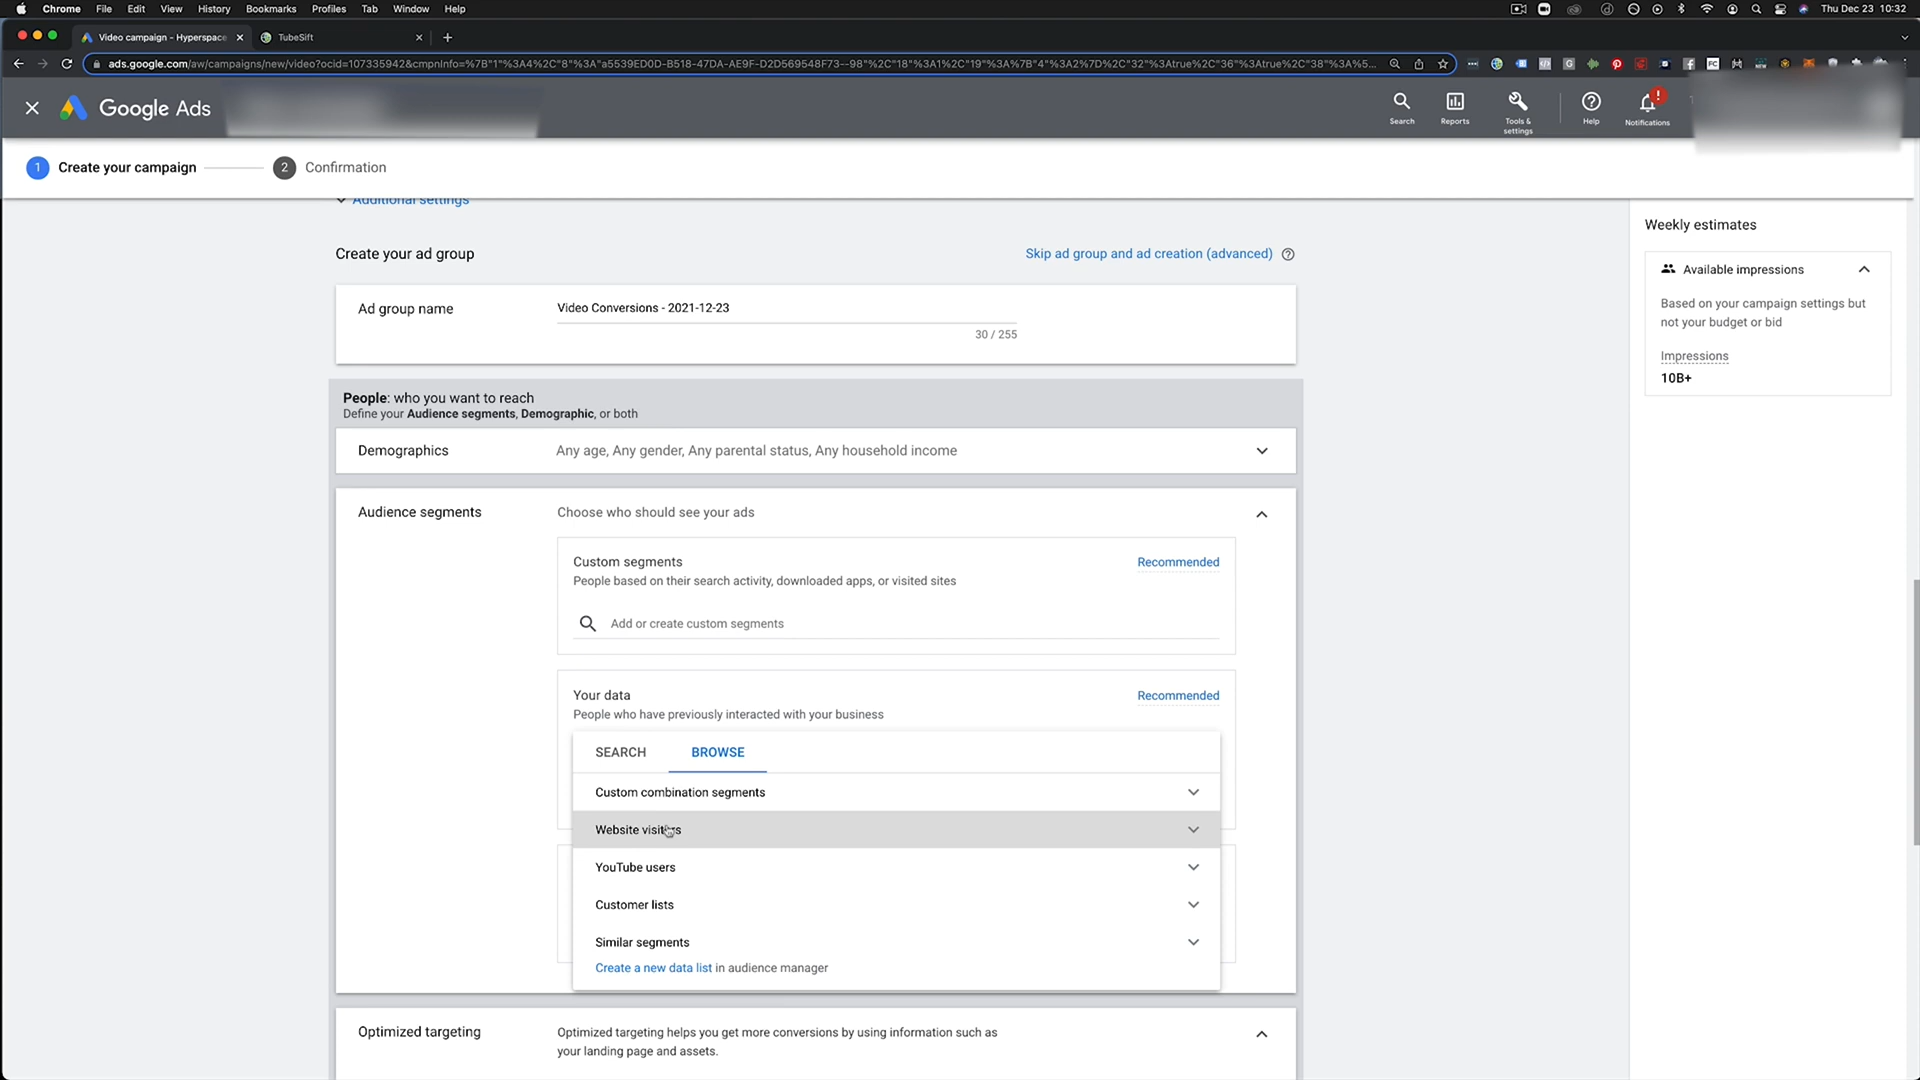 Chrome File Edit View History Bookmarks Profiles Tab Window Help
Thu Dec 23 10:32
Video campaign - Hyperspace
TubeSift
ads.google.com/aw/campaigns/new/video?ocid=107335942&cmpnInfo=%7B"1"%3A4%2C"8"%3A"a5539ED0D-B518-47DA-AE9F-D2D569548F73--98"%2C"18"%3A1%2C"19"%3A%7B"4"%3A2%7D%2C"32"%3Atrue%2C"36"%3Atrue%2C"38"%3A%5...
Google Ads
Search
Reports
Tools & settings
Help
Notifications
1 Create your campaign
2 Confirmation
Additional settings
Create your ad group
Skip ad group and ad creation (advanced)
Ad group name
Video Conversions - 2021-12-23
30 / 255
People: who you want to reach
Define your Audience segments, Demographic, or both
Demographics
Any age, Any gender, Any parental status, Any household income
Audience segments
Choose who should see your ads
Custom segments
Recommended
People based on their search activity, downloaded apps, or visited sites
Add or create custom segments
Your data
Recommended
People who have previously interacted with your business
SEARCH
BROWSE
Custom combination segments
Website visitors
YouTube users
Customer lists
Similar segments
Create a new data list in audience manager
Optimized targeting
Optimized targeting helps you get more conversions by using information such as
your landing page and assets.
Weekly estimates
Available impressions
Based on your campaign settings but
not your budget or bid
Impressions
10B+